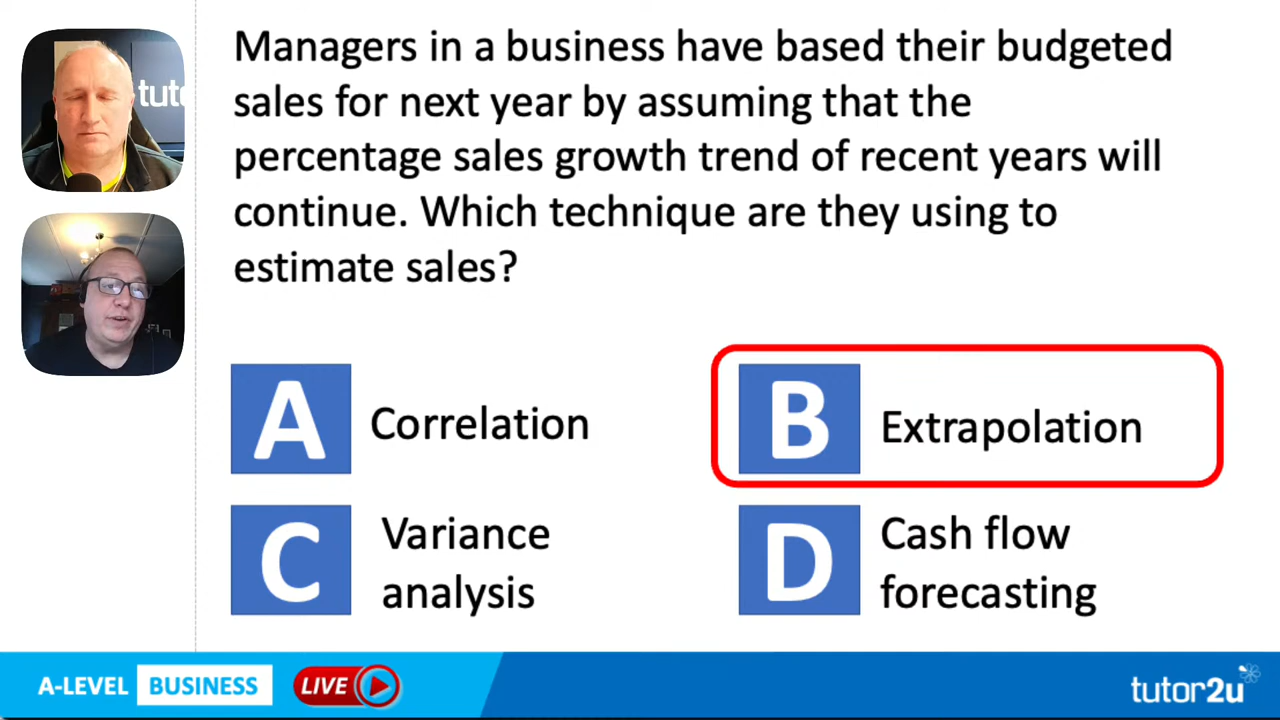 tuto
Managers in a business have based their budgeted
sales for next year by assuming that the
percentage sales growth trend of recent years will
continue. Which technique are they using to
estimate sales?
A Correlation
B Extrapolation
C Variance
analysis
D Cash flow
forecasting
A-LEVEL BUSINESS LIVE
tutor2u